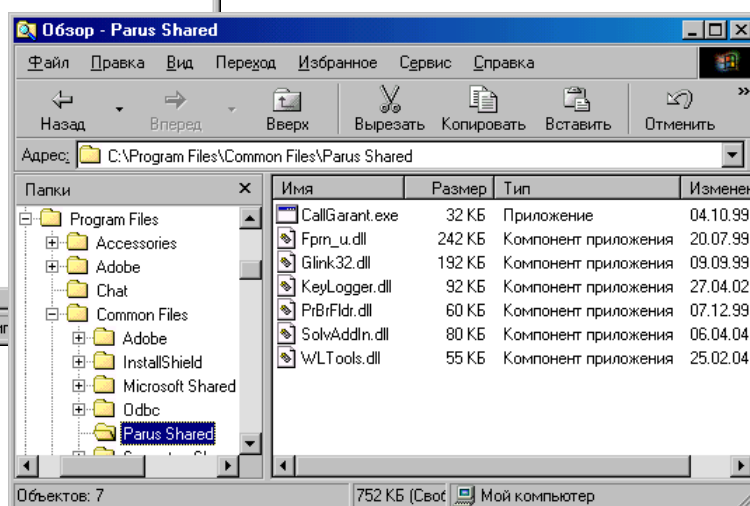 Обзор - Parus Shared
Файл Правка Вид Переход Избранное Сервис Справка
Назад Вперед Вверх Вырезать Копировать Вставить Отменить »
Адрес: C:\Program Files\Common Files\Parus Shared
Папки
Имя Размер Тип Изменен
Program Files
Accessories
Adobe
Chat
Common Files
Adobe
InstallShield
Microsoft Shared
Odbc
Parus Shared
CallGarant.exe 32 КБ Приложение 04.10.99
Fprn_u.dll 242 КБ Компонент приложения 20.07.99
Glink32.dll 192 КБ Компонент приложения 09.09.99
KeyLogger.dll 92 КБ Компонент приложения 27.04.02
PrBrFldr.dll 60 КБ Компонент приложения 07.12.99
SolvAddIn.dll 80 КБ Компонент приложения 06.04.04
WLTools.dll 55 КБ Компонент приложения 25.02.04
Объектов: 7 752 КБ (Своб Мой компьютер